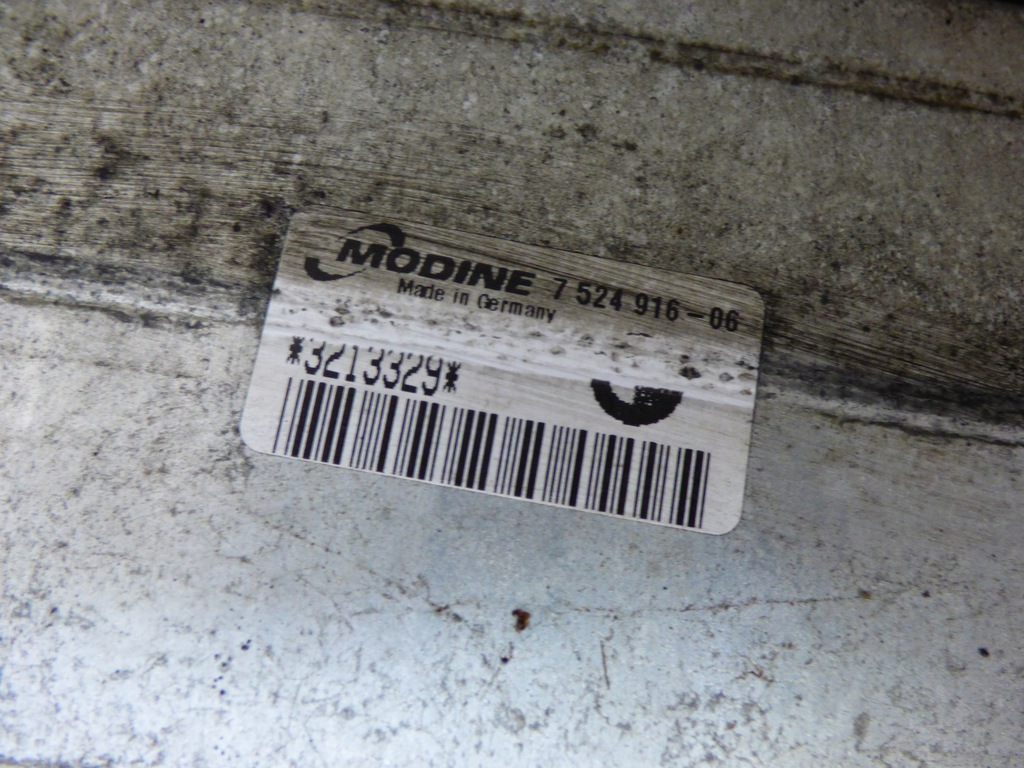 MODINE 7 524 916-06
Made in Germany
*3213329*